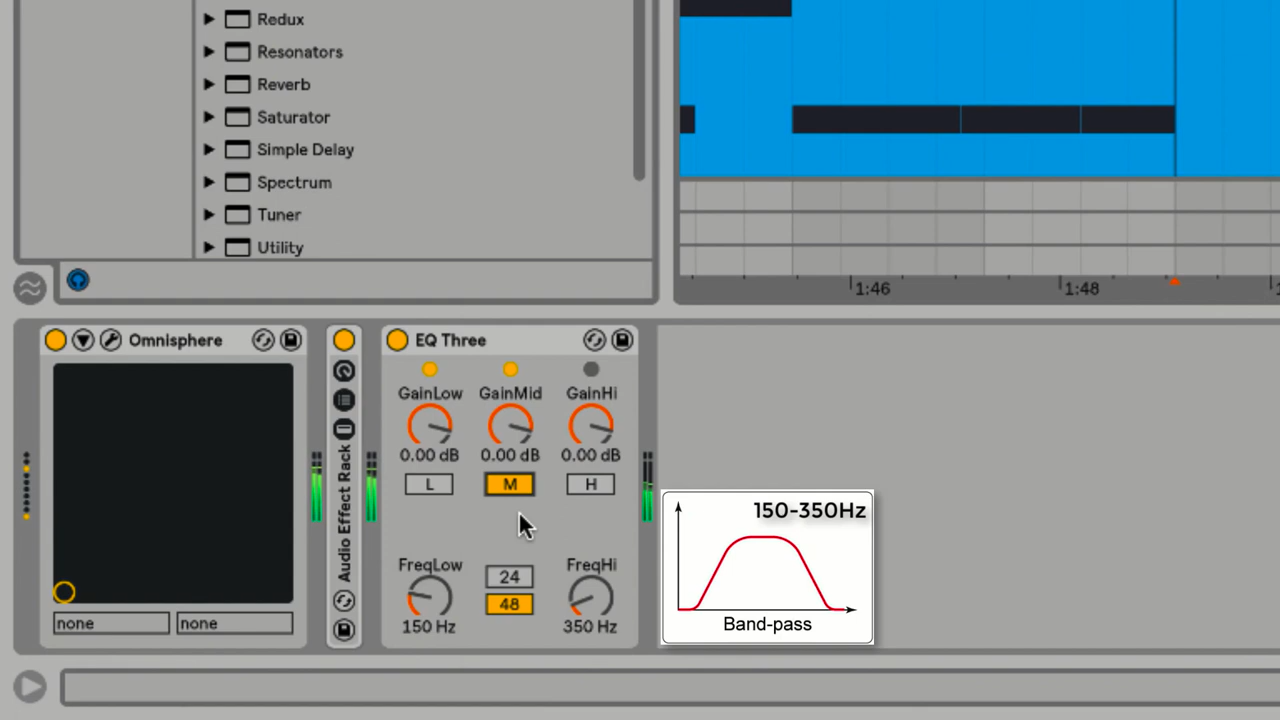 Redux
Resonators
Reverb
Saturator
Simple Delay
Spectrum
Tuner
Utility
1:46
1:48
Omnisphere
none
none
Audio Effect Rack
EQ Three
GainLow GainMid GainHi
0.00 dB 0.00 dB 0.00 dB
L M H
FreqLow FreqHi
24
48
150 Hz 350 Hz
150-350Hz
Band-pass